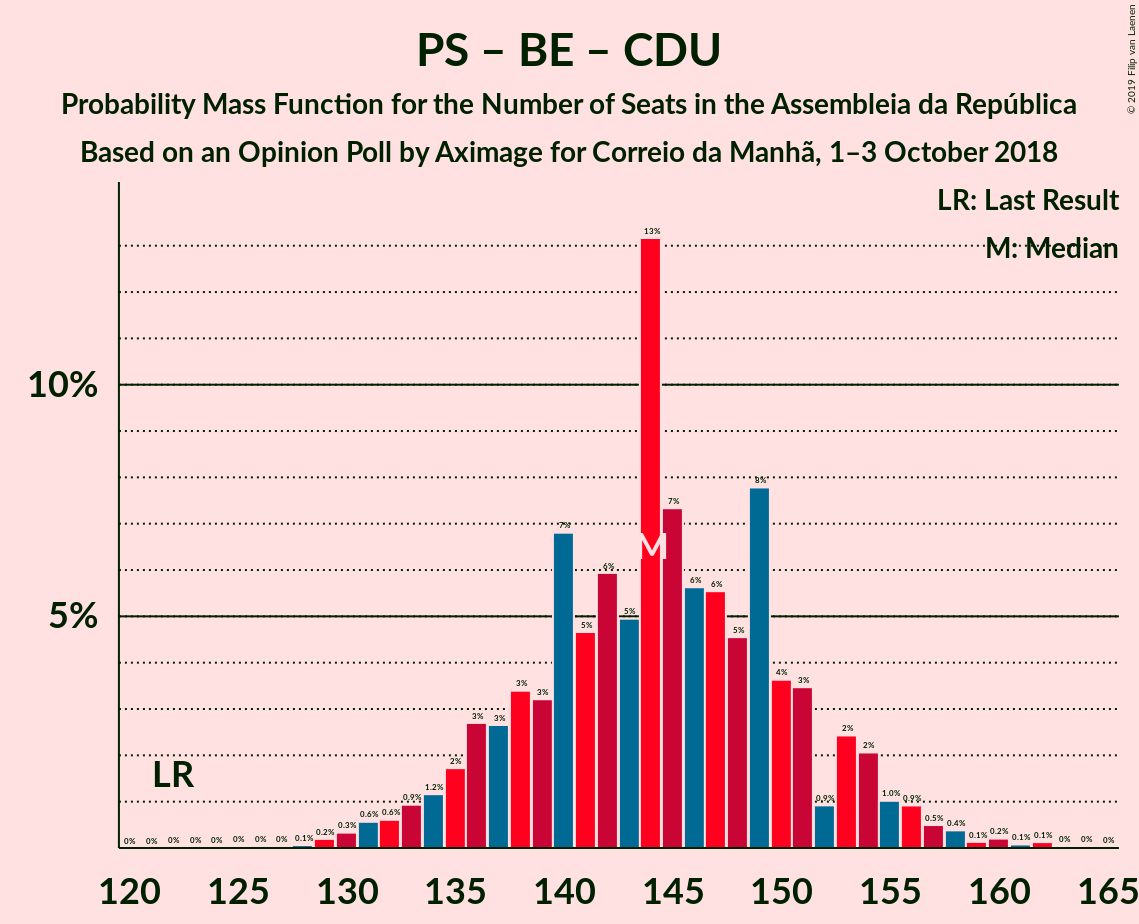 PS – BE – CDU
Probability Mass Function for the Number of Seats in the Assembleia da República
Based on an Opinion Poll by Aximage for Correio da Manhã, 1–3 October 2018
© 2019 Filip van Laenen
LR: Last Result
M: Median
10%
5%
LR
M
0% 0% 0% 0% 0% 0% 0% 0% 0.1% 0.2% 0.3% 0.6% 0.6% 0.9% 1.2% 2% 3% 3% 3% 3% 7% 5% 6% 5% 13% 7% 6% 6% 5% 8% 4% 3% 0.9% 2% 2% 1.0% 0.9% 0.5% 0.4% 0.1% 0.2% 0.1% 0.1% 0% 0% 0%
120 125 130 135 140 145 150 155 160 165